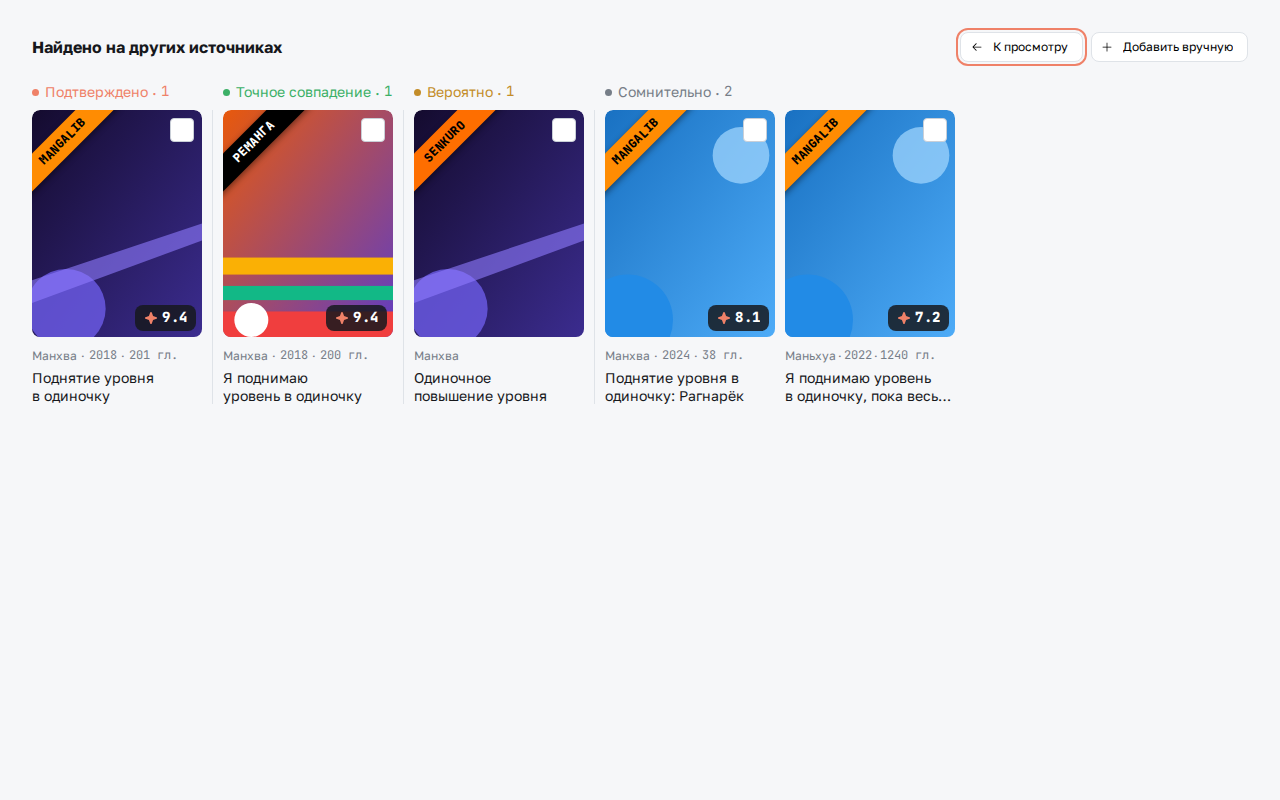 Найдено на других источниках
К просмотру
Добавить вручную
Подтверждено · 1
Точное совпадение · 1
Вероятно · 1
Сомнительно · 2
MANGALIB
9.4
Манхва · 2018 · 201 гл.
Поднятие уровня
в одиночку
РЕМАНГА
9.4
Манхва · 2018 · 200 гл.
Я поднимаю
уровень в одиночку
SENKURO
Манхва
Одиночное
повышение уровня
MANGALIB
8.1
Манхва · 2024 · 38 гл.
Поднятие уровня в
одиночку: Рагнарёк
MANGALIB
7.2
Маньхуа · 2022 · 1240 гл.
Я поднимаю уровень
в одиночку, пока весь…